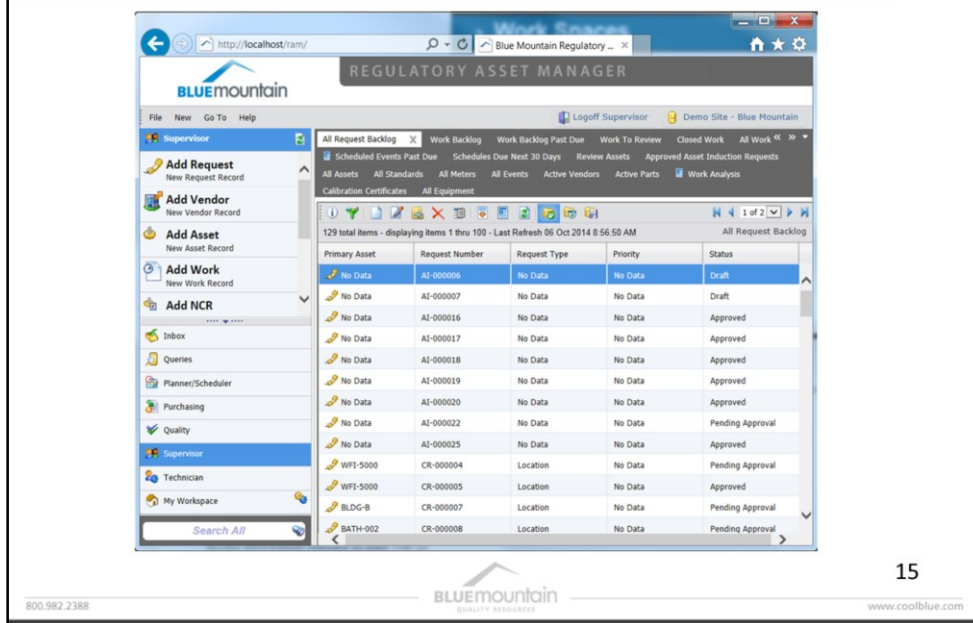 Work Spaces
http://localhost/ram/
Blue Mountain Regulatory ...
BLUEmountain
REGULATORY ASSET MANAGER
File New Go To Help
Logoff Supervisor Demo Site - Blue Mountain
Supervisor
Add Request
New Request Record
Add Vendor
New Vendor Record
Add Asset
New Asset Record
Add Work
New Work Record
Add NCR
Inbox
Queries
Planner/Scheduler
Purchasing
Quality
Supervisor
Technician
My Workspace
Search All
All Request Backlog X Work Backlog Work Backlog Past Due Work To Review Closed Work All Work
Scheduled Events Past Due Schedules Due Next 30 Days Review Assets Approved Asset Induction Requests
All Assets All Standards All Meters All Events Active Vendors Active Parts Work Analysis
Calibration Certificates All Equipment
1 of 2
129 total items - displaying items 1 thru 100 - Last Refresh 06 Oct 2014 8:56:50 AM All Request Backlog
Primary Asset Request Number Request Type Priority Status
No Data AI-000006 No Data No Data Draft
No Data AI-000007 No Data No Data Draft
No Data AI-000016 No Data No Data Approved
No Data AI-000017 No Data No Data Approved
No Data AI-000018 No Data No Data Approved
No Data AI-000019 No Data No Data Approved
No Data AI-000020 No Data No Data Approved
No Data AI-000022 No Data No Data Pending Approval
No Data AI-000025 No Data No Data Approved
WFI-5000 CR-000004 Location No Data Pending Approval
WFI-5000 CR-000005 Location No Data Approved
BLDG-B CR-000007 Location No Data Pending Approval
BATH-002 CR-000008 Location No Data Pending Approval
15
800.982.2388
BLUEmountain
QUALITY RESOURCES
www.coolblue.com